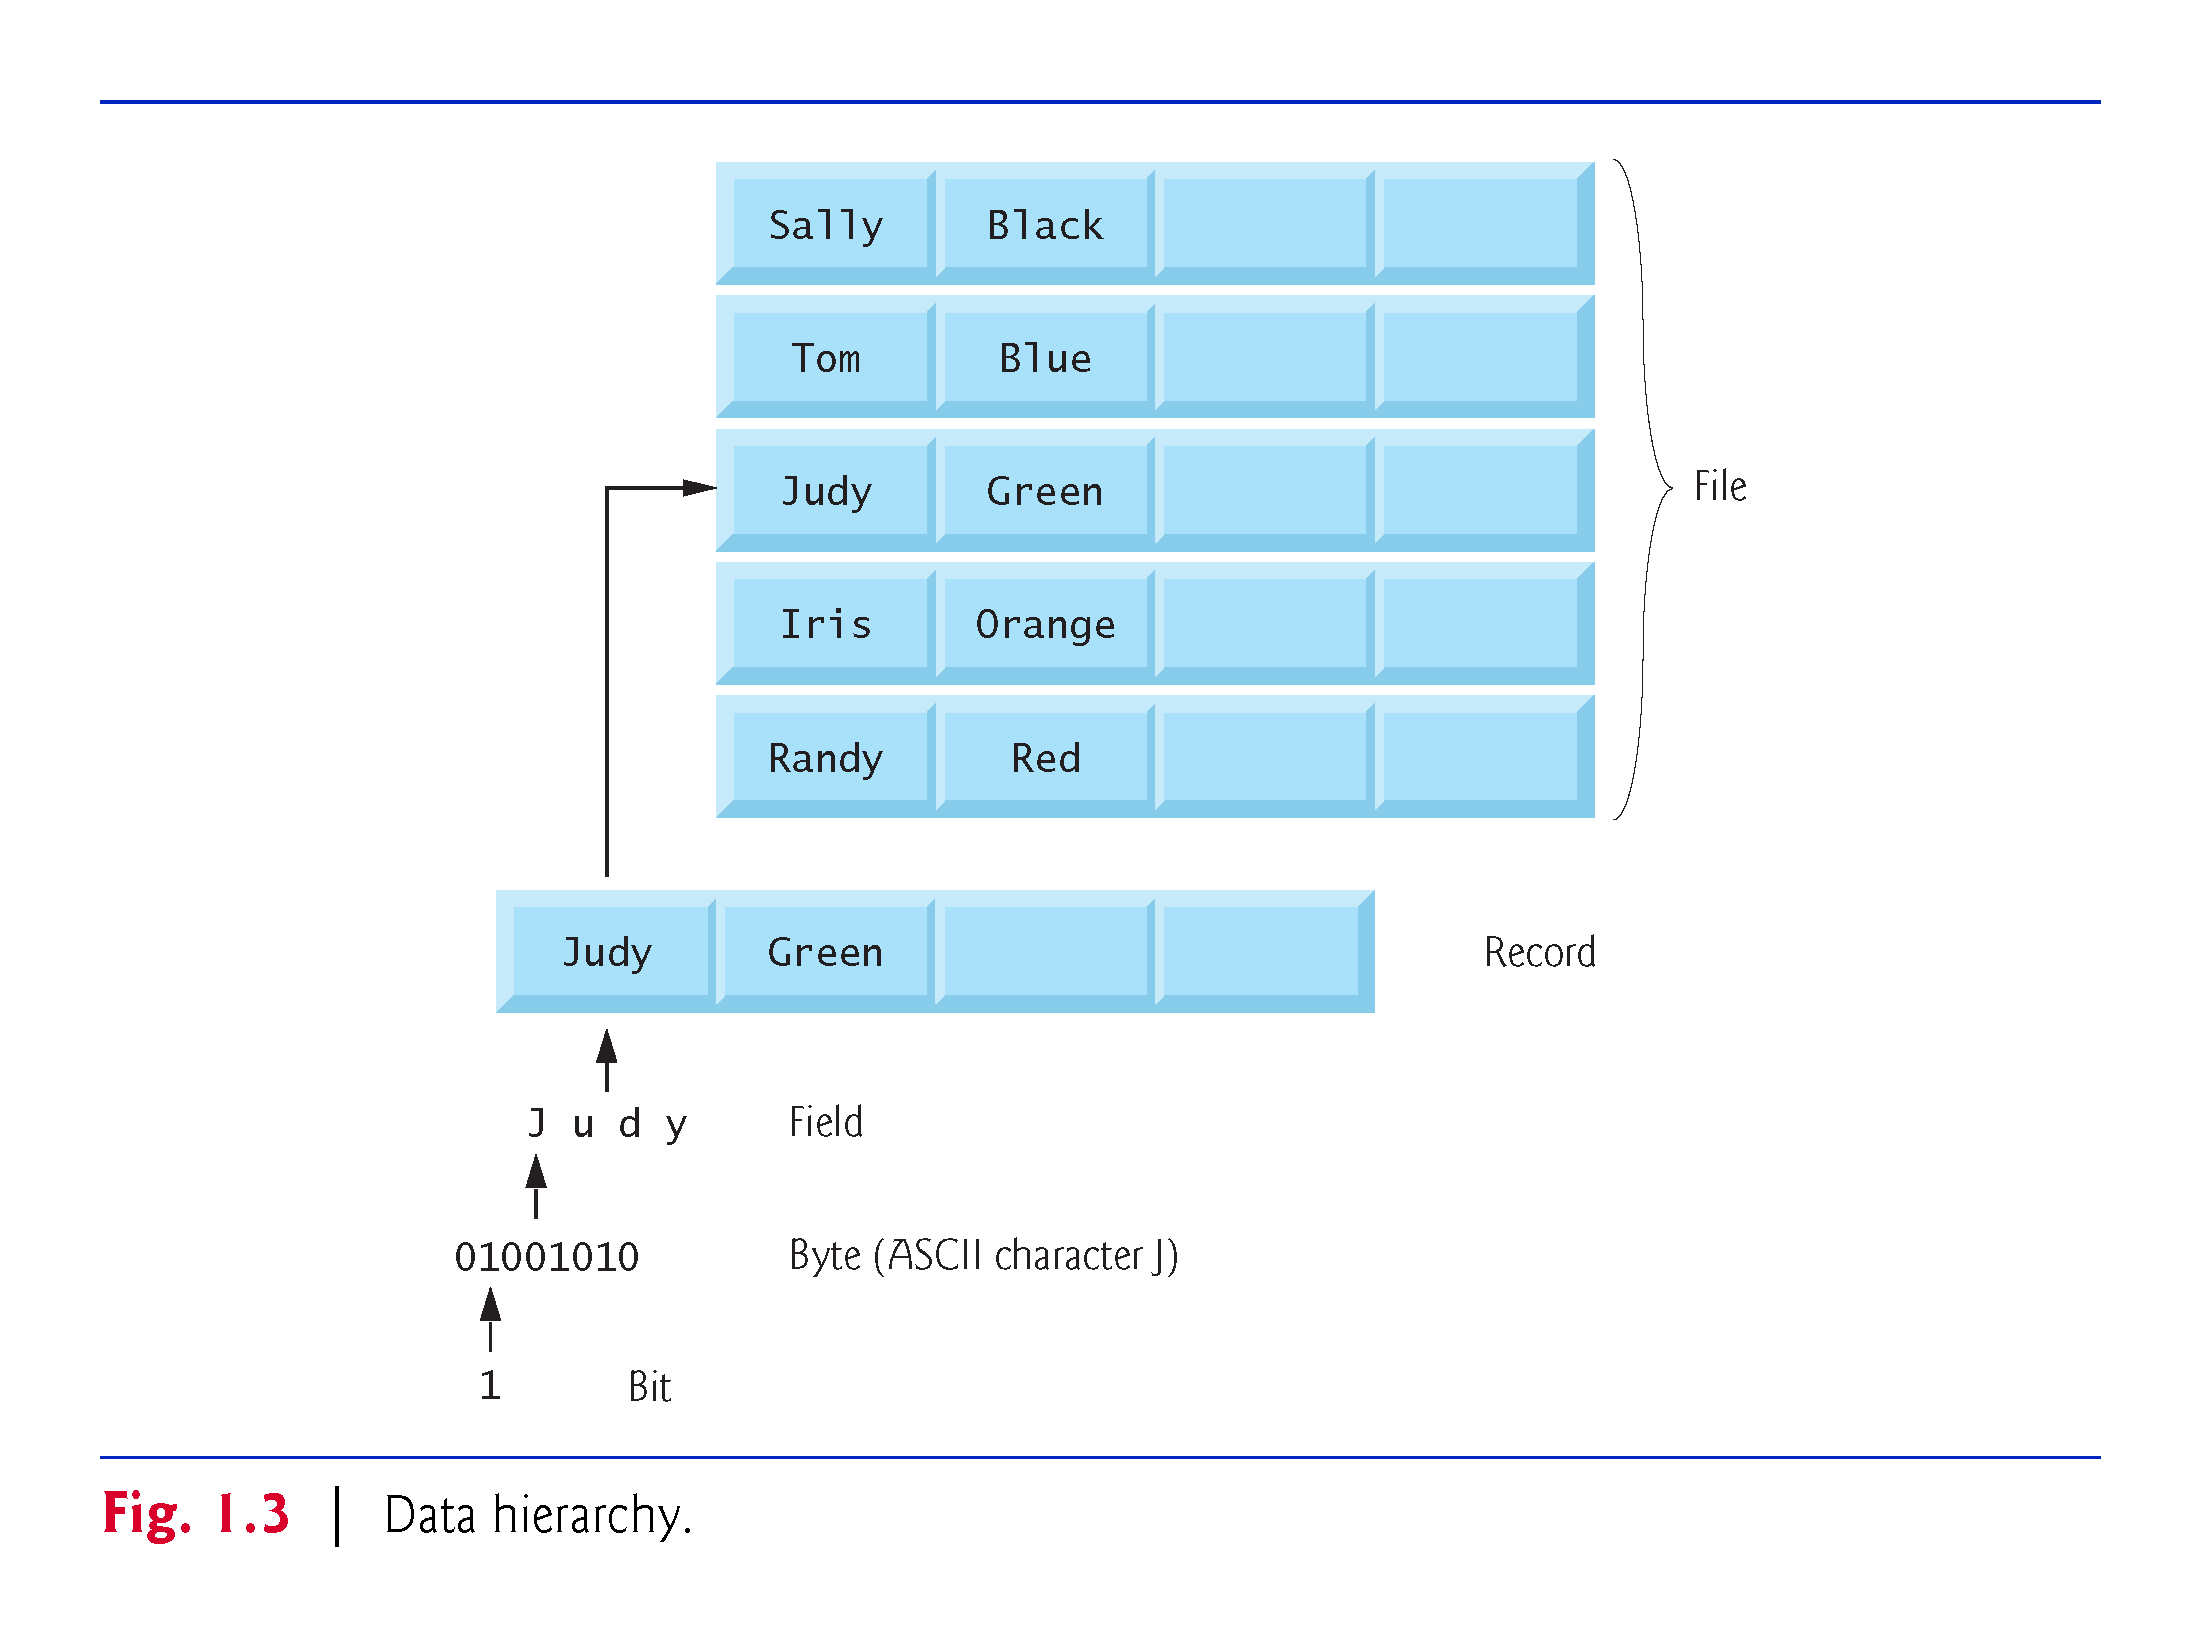 Sally Black
Tom Blue
Judy Green
File
Iris Orange
Randy Red
Judy Green
Record
J u d y Field
01001010 Byte (ASCII character J)
1 Bit
Fig. 1.3 | Data hierarchy.